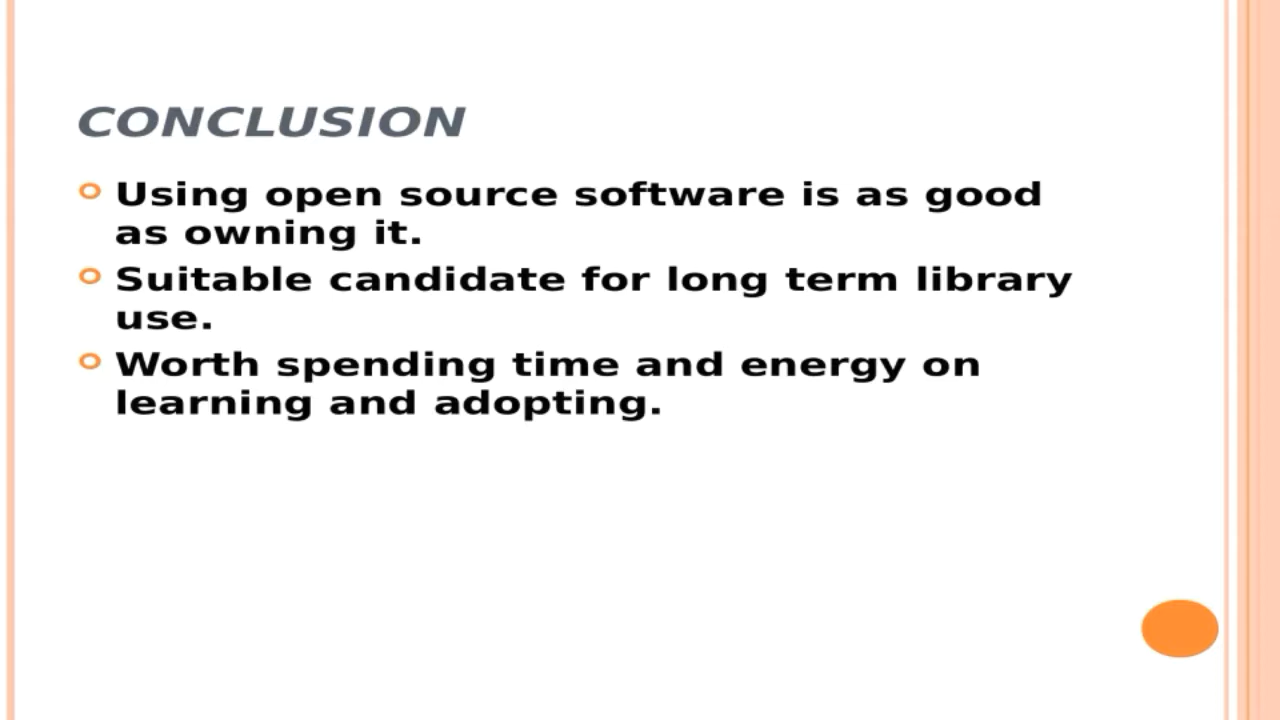 CONCLUSION
Using open source software is as good
as owning it.
Suitable candidate for long term library
use.
Worth spending time and energy on
learning and adopting.